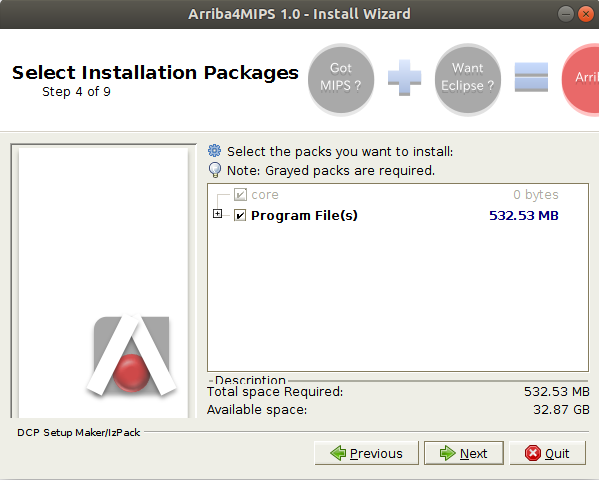 Arriba4MIPS 1.0 - Install Wizard
Select Installation Packages
Step 4 of 9
Got
MIPS ?
Want
Eclipse ?
Select the packs you want to install:
Note: Grayed packs are required.
core 0 bytes
Program File(s) 532.53 MB
Description
Total space Required: 532.53 MB
Available space: 32.87 GB
DCP Setup Maker/IzPack
Previous
Next
Quit